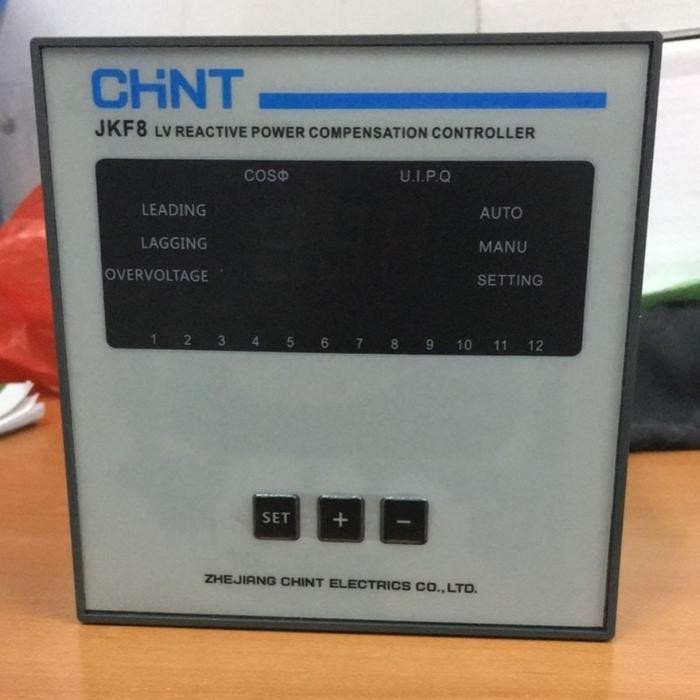 CHiNT
JKF8 LV REACTIVE POWER COMPENSATION CONTROLLER
COSΦ U.I.P.Q
LEADING AUTO
LAGGING MANU
OVERVOLTAGE SETTING
1 2 3 4 5 6 7 8 9 10 11 12
SET + −
ZHEJIANG CHINT ELECTRICS CO.,LTD.